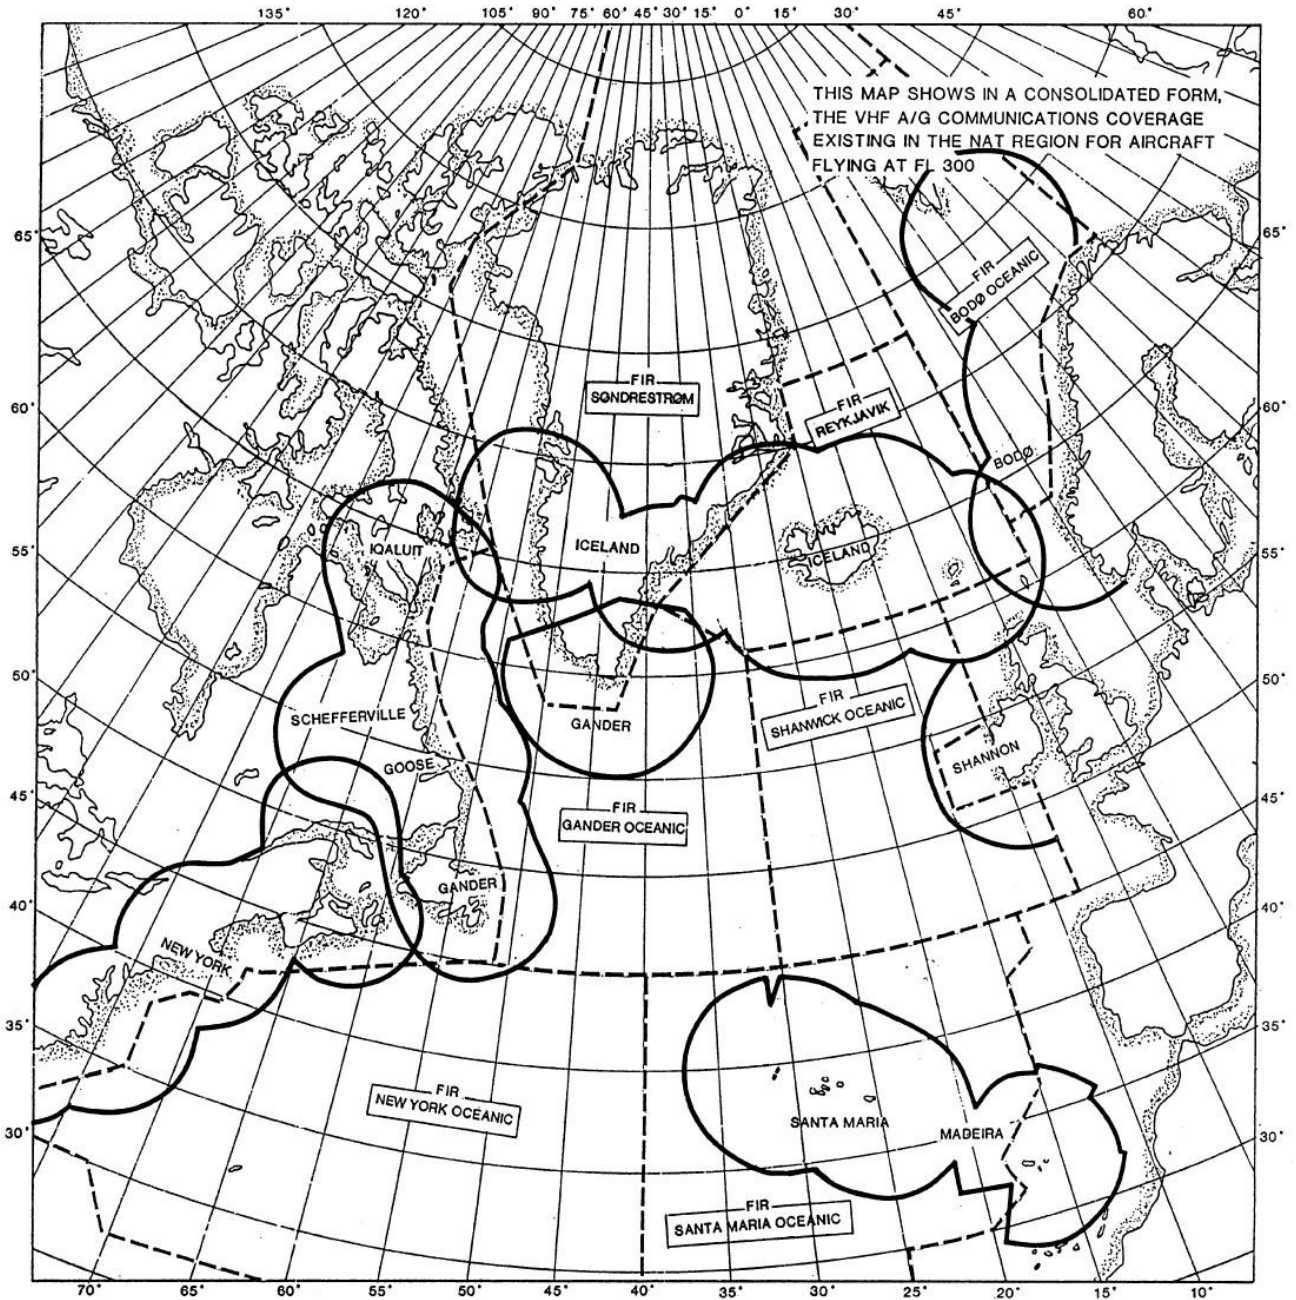 135° 120° 105° 90° 75° 60° 45° 30° 15° 0° 15° 30° 45° 60°
THIS MAP SHOWS IN A CONSOLIDATED FORM,
THE VHF A/G COMMUNICATIONS COVERAGE
EXISTING IN THE NAT REGION FOR AIRCRAFT
FLYING AT FL 300
65°
65°
FIR
BODØ OCEANIC
60°
60°
FIR
SØNDRESTRØM
FIR
REYKJAVIK
BODØ
55°
55°
IQALUIT
ICELAND
ICELAND
50°
50°
SCHEFFERVILLE
GANDER
FIR
SHANWICK OCEANIC
SHANNON
GOOSE
45°
45°
FIR
GANDER OCEANIC
GANDER
40°
40°
NEW YORK
35°
35°
FIR
NEW YORK OCEANIC
SANTA MARIA
MADEIRA
30°
30°
FIR
SANTA MARIA OCEANIC
70° 60° 55° 50° 45° 40° 35° 30° 25° 20° 15° 10°